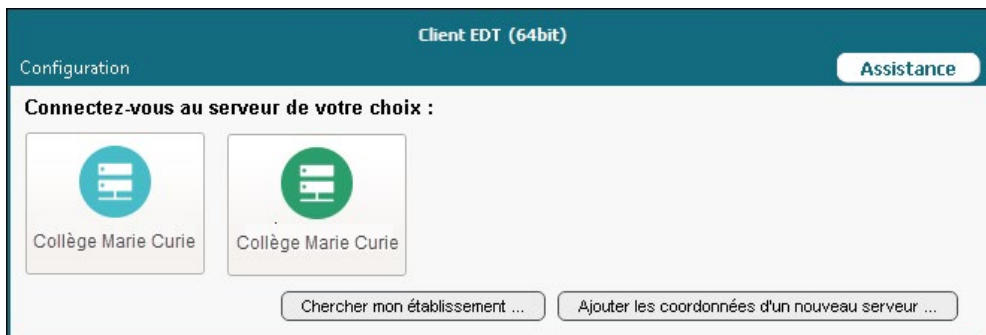 Client EDT (64bit)
Configuration
Assistance
Connectez-vous au serveur de votre choix :
Collège Marie Curie
Collège Marie Curie
Chercher mon établissement ...
Ajouter les coordonnées d'un nouveau serveur ...